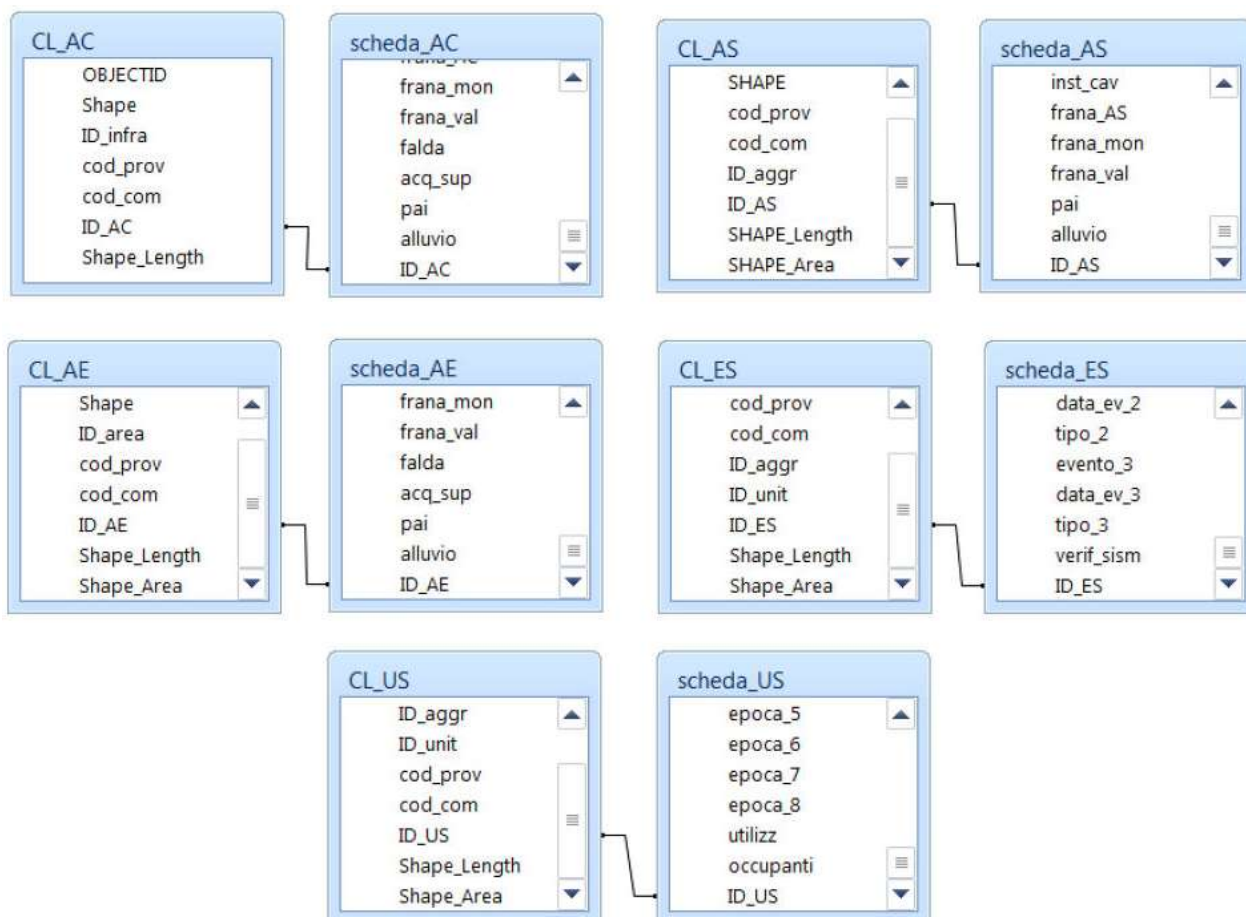 CL_AC
OBJECTID
Shape
ID_infra
cod_prov
cod_com
ID_AC
Shape_Length
scheda_AC
frana_mon
frana_val
falda
acq_sup
pai
alluvio
ID_AC
CL_AS
SHAPE
cod_prov
cod_com
ID_aggr
ID_AS
SHAPE_Length
SHAPE_Area
scheda_AS
inst_cav
frana_AS
frana_mon
frana_val
pai
alluvio
ID_AS
CL_AE
Shape
ID_area
cod_prov
cod_com
ID_AE
Shape_Length
Shape_Area
scheda_AE
frana_mon
frana_val
falda
acq_sup
pai
alluvio
ID_AE
CL_ES
cod_prov
cod_com
ID_aggr
ID_unit
ID_ES
Shape_Length
Shape_Area
scheda_ES
data_ev_2
tipo_2
evento_3
data_ev_3
tipo_3
verif_sism
ID_ES
CL_US
ID_aggr
ID_unit
cod_prov
cod_com
ID_US
Shape_Length
Shape_Area
scheda_US
epoca_5
epoca_6
epoca_7
epoca_8
utilizz
occupanti
ID_US